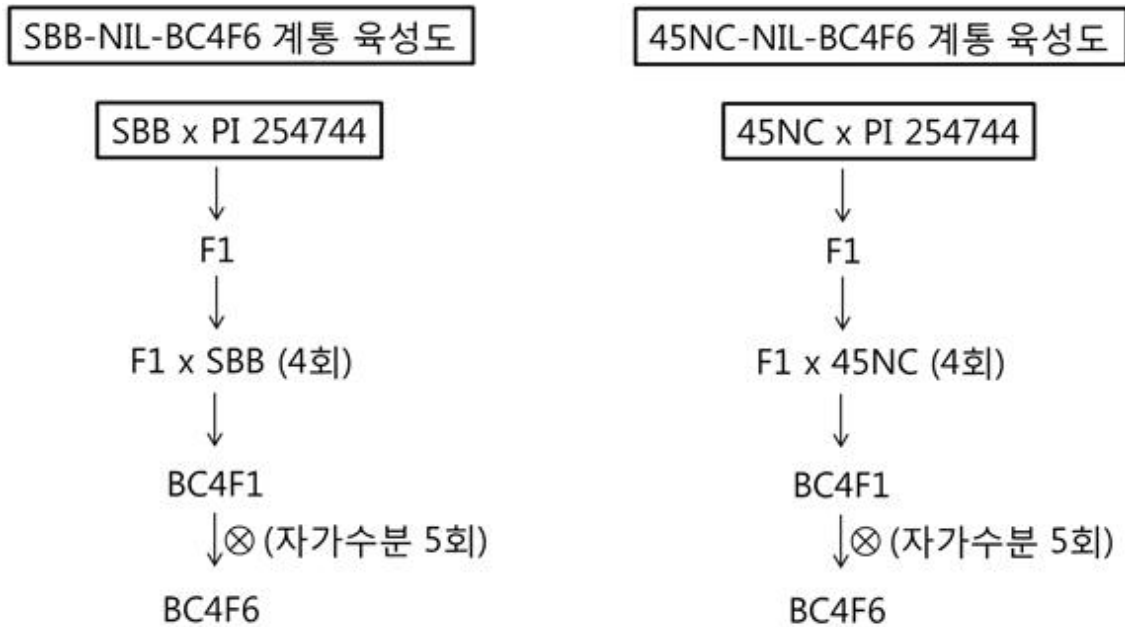 SBB-NIL-BC4F6 계통 육성도
SBB x PI 254744
F1
F1 x SBB (4회)
BC4F1
⊗ (자가수분 5회)
BC4F6
45NC-NIL-BC4F6 계통 육성도
45NC x PI 254744
F1
F1 x 45NC (4회)
BC4F1
⊗ (자가수분 5회)
BC4F6